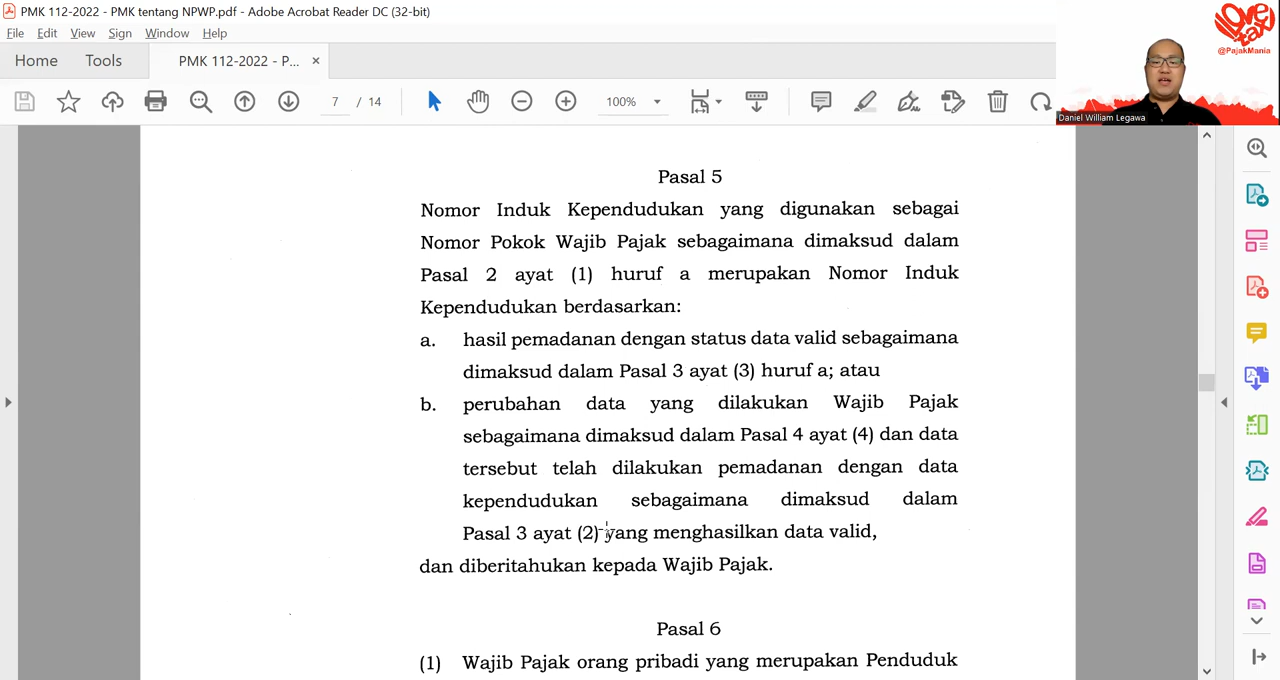 PMK 112-2022 - PMK tentang NPWP.pdf - Adobe Acrobat Reader DC (32-bit)
File Edit View Sign Window Help
Home Tools PMK 112-2022 - P... ×
7 / 14 100%
I love tax
@PajakMania
Daniel William Legawa
Pasal 5
Nomor Induk Kependudukan yang digunakan sebagai
Nomor Pokok Wajib Pajak sebagaimana dimaksud dalam
Pasal 2 ayat (1) huruf a merupakan Nomor Induk
Kependudukan berdasarkan:
a. hasil pemadanan dengan status data valid sebagaimana
dimaksud dalam Pasal 3 ayat (3) huruf a; atau
b. perubahan data yang dilakukan Wajib Pajak
sebagaimana dimaksud dalam Pasal 4 ayat (4) dan data
tersebut telah dilakukan pemadanan dengan data
kependudukan sebagaimana dimaksud dalam
Pasal 3 ayat (2) yang menghasilkan data valid,
dan diberitahukan kepada Wajib Pajak.
Pasal 6
(1) Wajib Pajak orang pribadi yang merupakan Penduduk